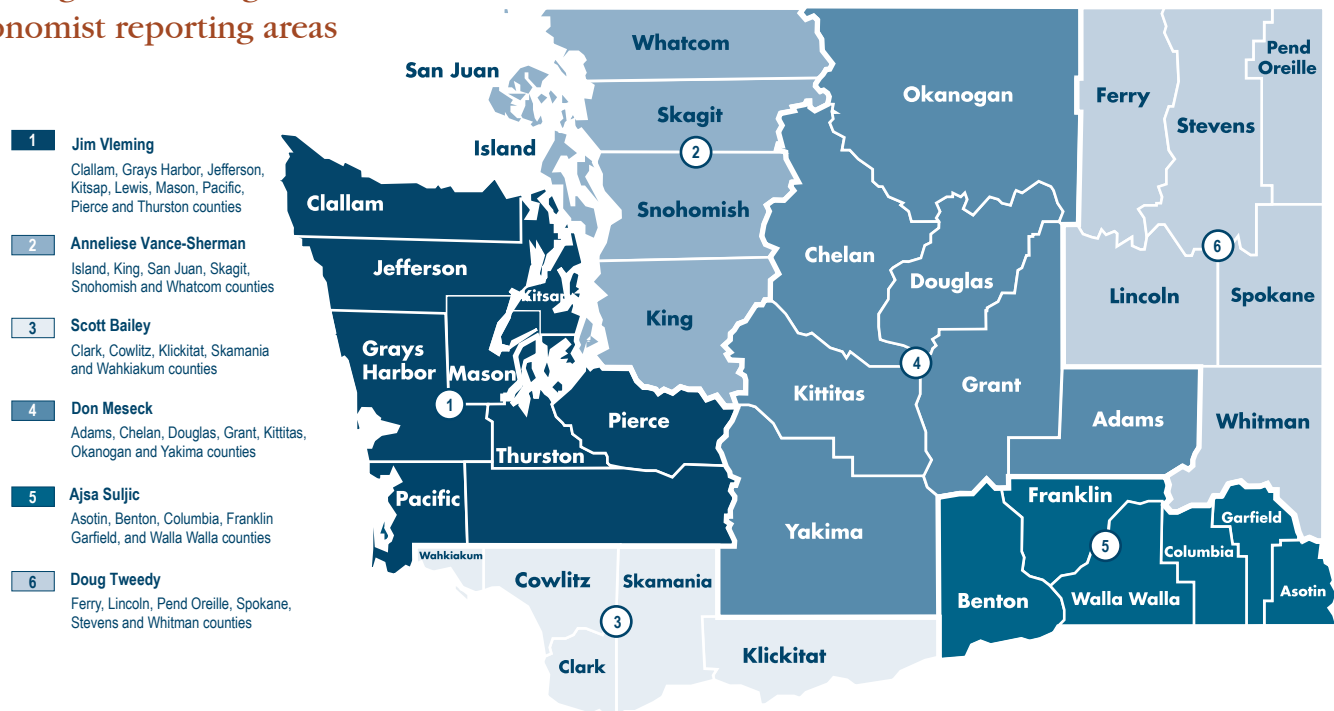 onomist reporting areas
1
Jim Vleming
Clallam, Grays Harbor, Jefferson,
Kitsap, Lewis, Mason, Pacific,
Pierce and Thurston counties
2
Anneliese Vance-Sherman
Island, King, San Juan, Skagit,
Snohomish and Whatcom counties
3
Scott Bailey
Clark, Cowlitz, Klickitat, Skamania
and Wahkiakum counties
4
Don Meseck
Adams, Chelan, Douglas, Grant, Kittitas,
Okanogan and Yakima counties
5
Ajsa Suljic
Asotin, Benton, Columbia, Franklin
Garfield, and Walla Walla counties
6
Doug Tweedy
Ferry, Lincoln, Pend Oreille, Spokane,
Stevens and Whitman counties
Whatcom
San Juan
Skagit
Island
2
Snohomish
King
Clallam
Jefferson
Kitsap
Grays
Harbor
Mason
1
Pierce
Thurston
Pacific
Wahkiakum
Cowlitz
Skamania
3
Clark
Klickitat
Okanogan
Chelan
Douglas
4
Kittitas
Grant
Adams
Yakima
Ferry
Stevens
Pend
Oreille
6
Lincoln
Spokane
Whitman
Franklin
5
Benton
Walla Walla
Columbia
Garfield
Asotin